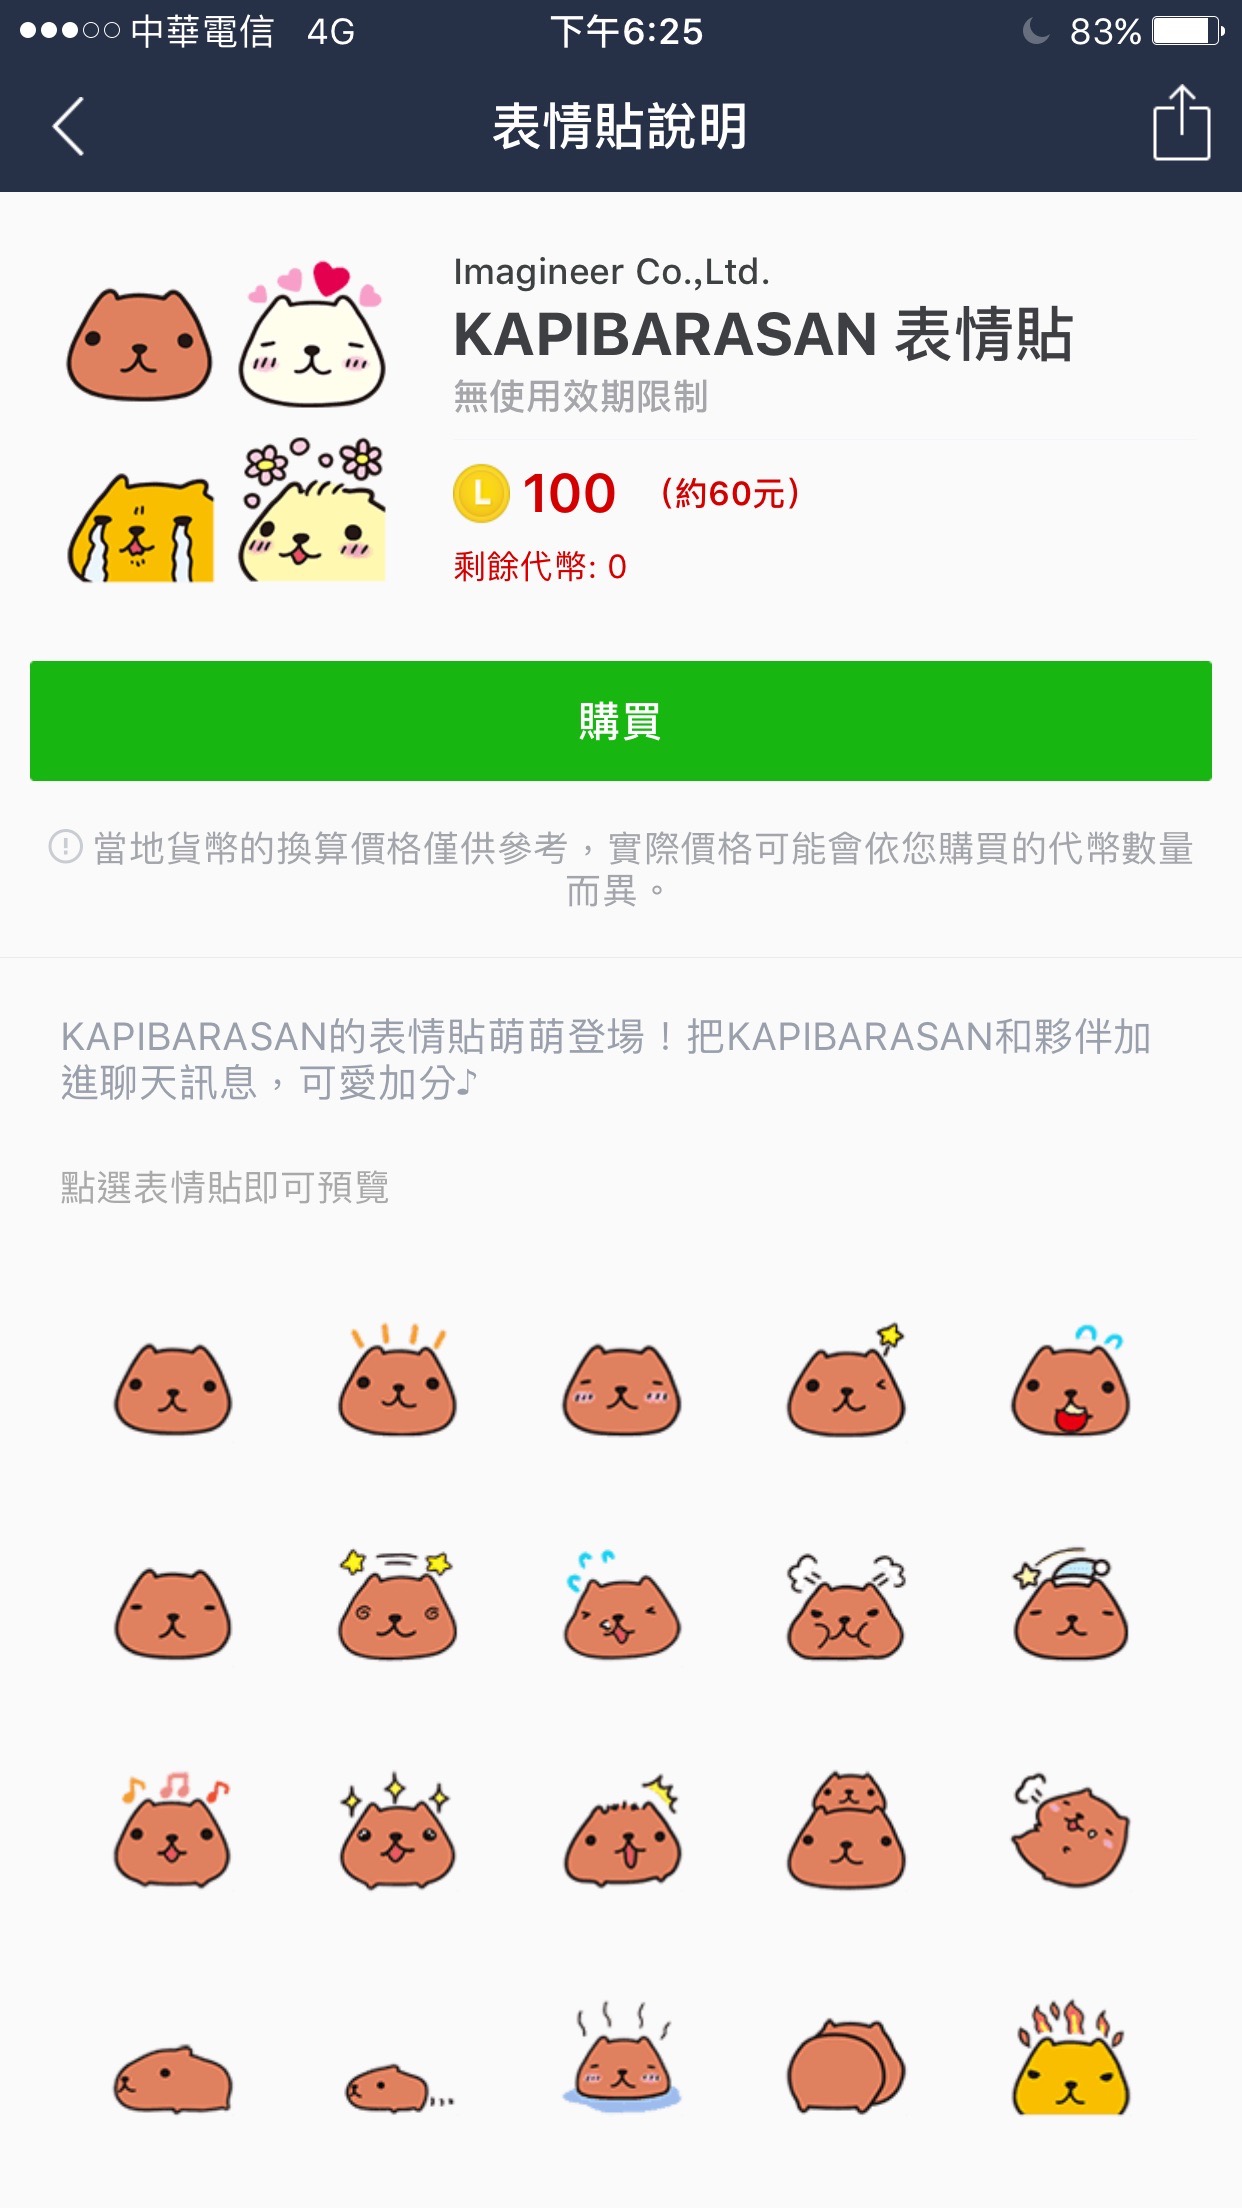 中華電信 4G 下午6:25 83%
表情貼說明
Imagineer Co.,Ltd.
KAPIBARASAN 表情貼
無使用效期限制
L 100 (約60元)
剩餘代幣: 0
購買
當地貨幣的換算價格僅供參考，實際價格可能會依您購買的代幣數量
而異。
KAPIBARASAN的表情貼萌萌登場！把KAPIBARASAN和夥伴加
進聊天訊息，可愛加分♪
點選表情貼即可預覽